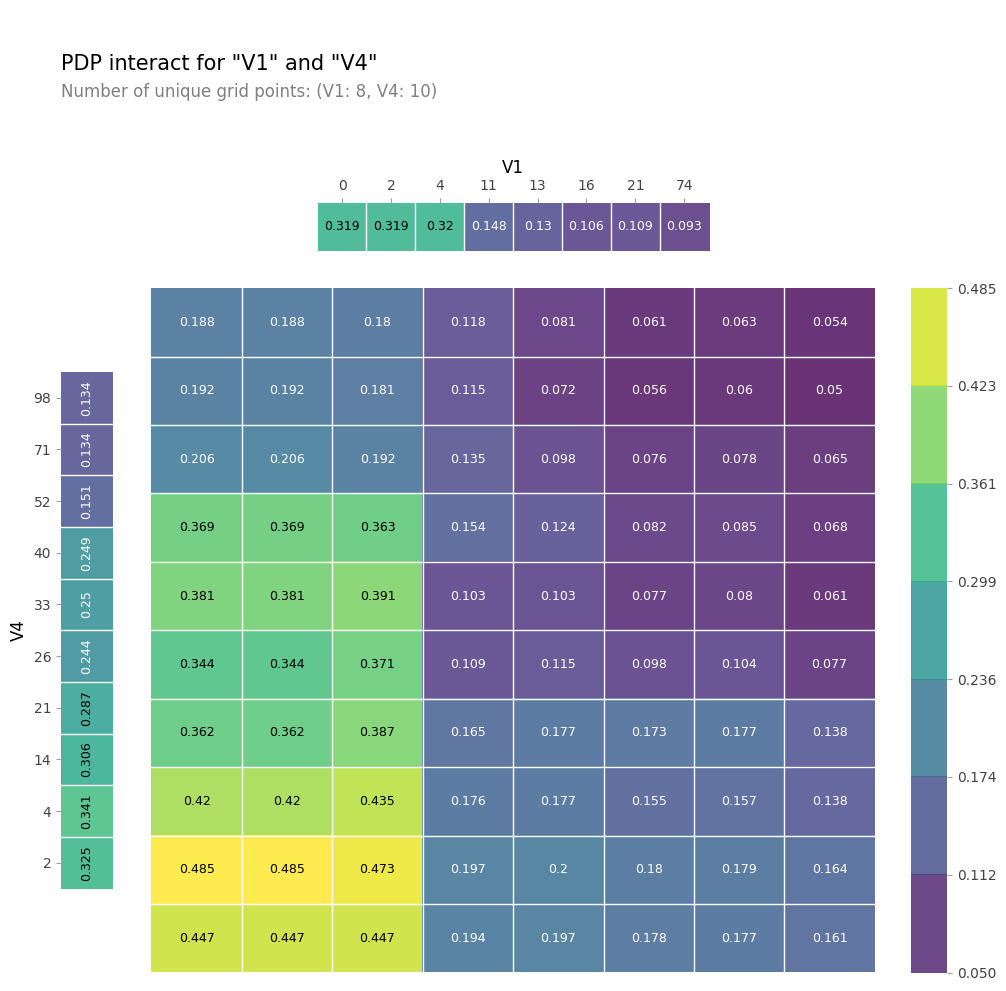 PDP interact for "V1" and "V4"
Number of unique grid points: (V1: 8, V4: 10)
V1
0 2 4 11 13 16 21 74
0.319 0.319 0.32 0.148 0.13 0.106 0.109 0.093
0.188 0.188 0.18 0.118 0.081 0.061 0.063 0.054
0.192 0.192 0.181 0.115 0.072 0.056 0.06 0.05
0.206 0.206 0.192 0.135 0.098 0.076 0.078 0.065
0.369 0.369 0.363 0.154 0.124 0.082 0.085 0.068
0.381 0.381 0.391 0.103 0.103 0.077 0.08 0.061
0.344 0.344 0.371 0.109 0.115 0.098 0.104 0.077
0.362 0.362 0.387 0.165 0.177 0.173 0.177 0.138
0.42 0.42 0.435 0.176 0.177 0.155 0.157 0.138
0.485 0.485 0.473 0.197 0.2 0.18 0.179 0.164
0.447 0.447 0.447 0.194 0.197 0.178 0.177 0.161
V4
98 0.134
71 0.134
52 0.151
40 0.249
33 0.25
26 0.244
21 0.287
14 0.306
4 0.341
2 0.325
0.485
0.423
0.361
0.299
0.236
0.174
0.112
0.050